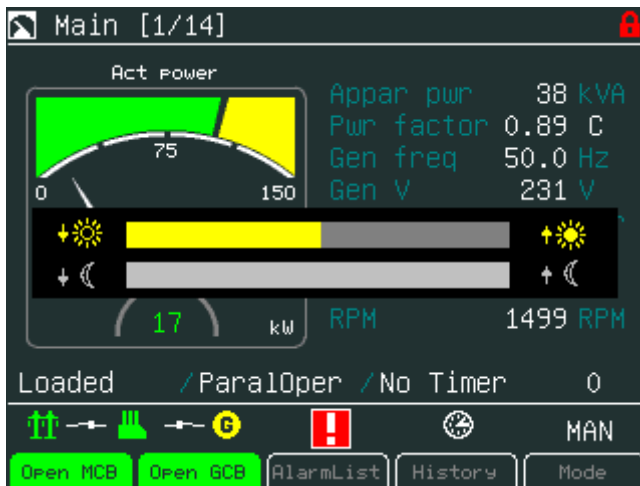 Main [1/14]
Act power
75
0
150
17
kW
Appar pwr 38 kVA
Pwr factor 0.89 C
Gen freq 50.0 Hz
Gen V 231 V
RPM 1499 RPM
Loaded /ParalOper /No Timer 0
G
!
MAN
Open MCB Open GCB AlarmList History Mode